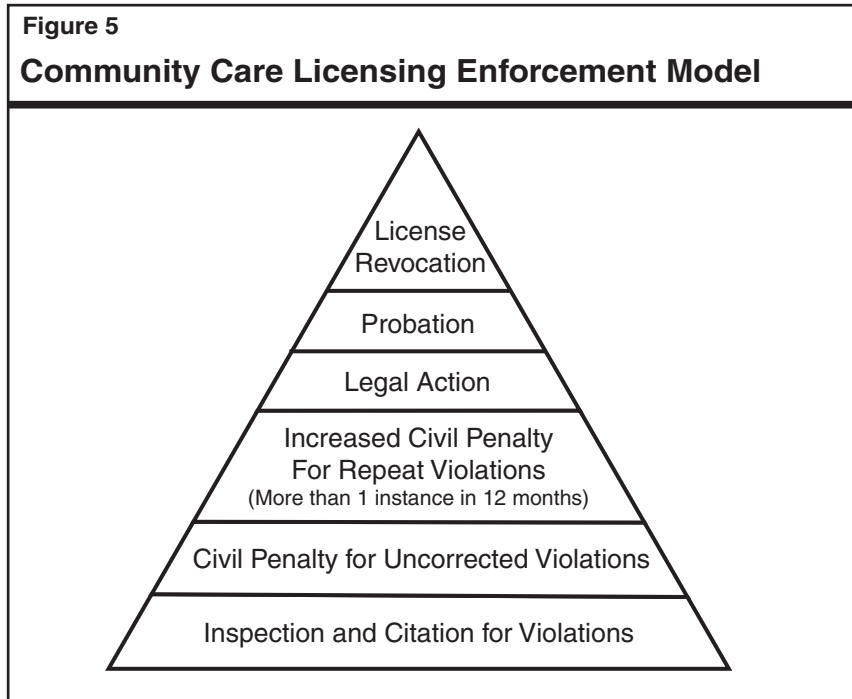 Figure 5
Community Care Licensing Enforcement Model
License
Revocation
Probation
Legal Action
Increased Civil Penalty
For Repeat Violations
(More than 1 instance in 12 months)
Civil Penalty for Uncorrected Violations
Inspection and Citation for Violations